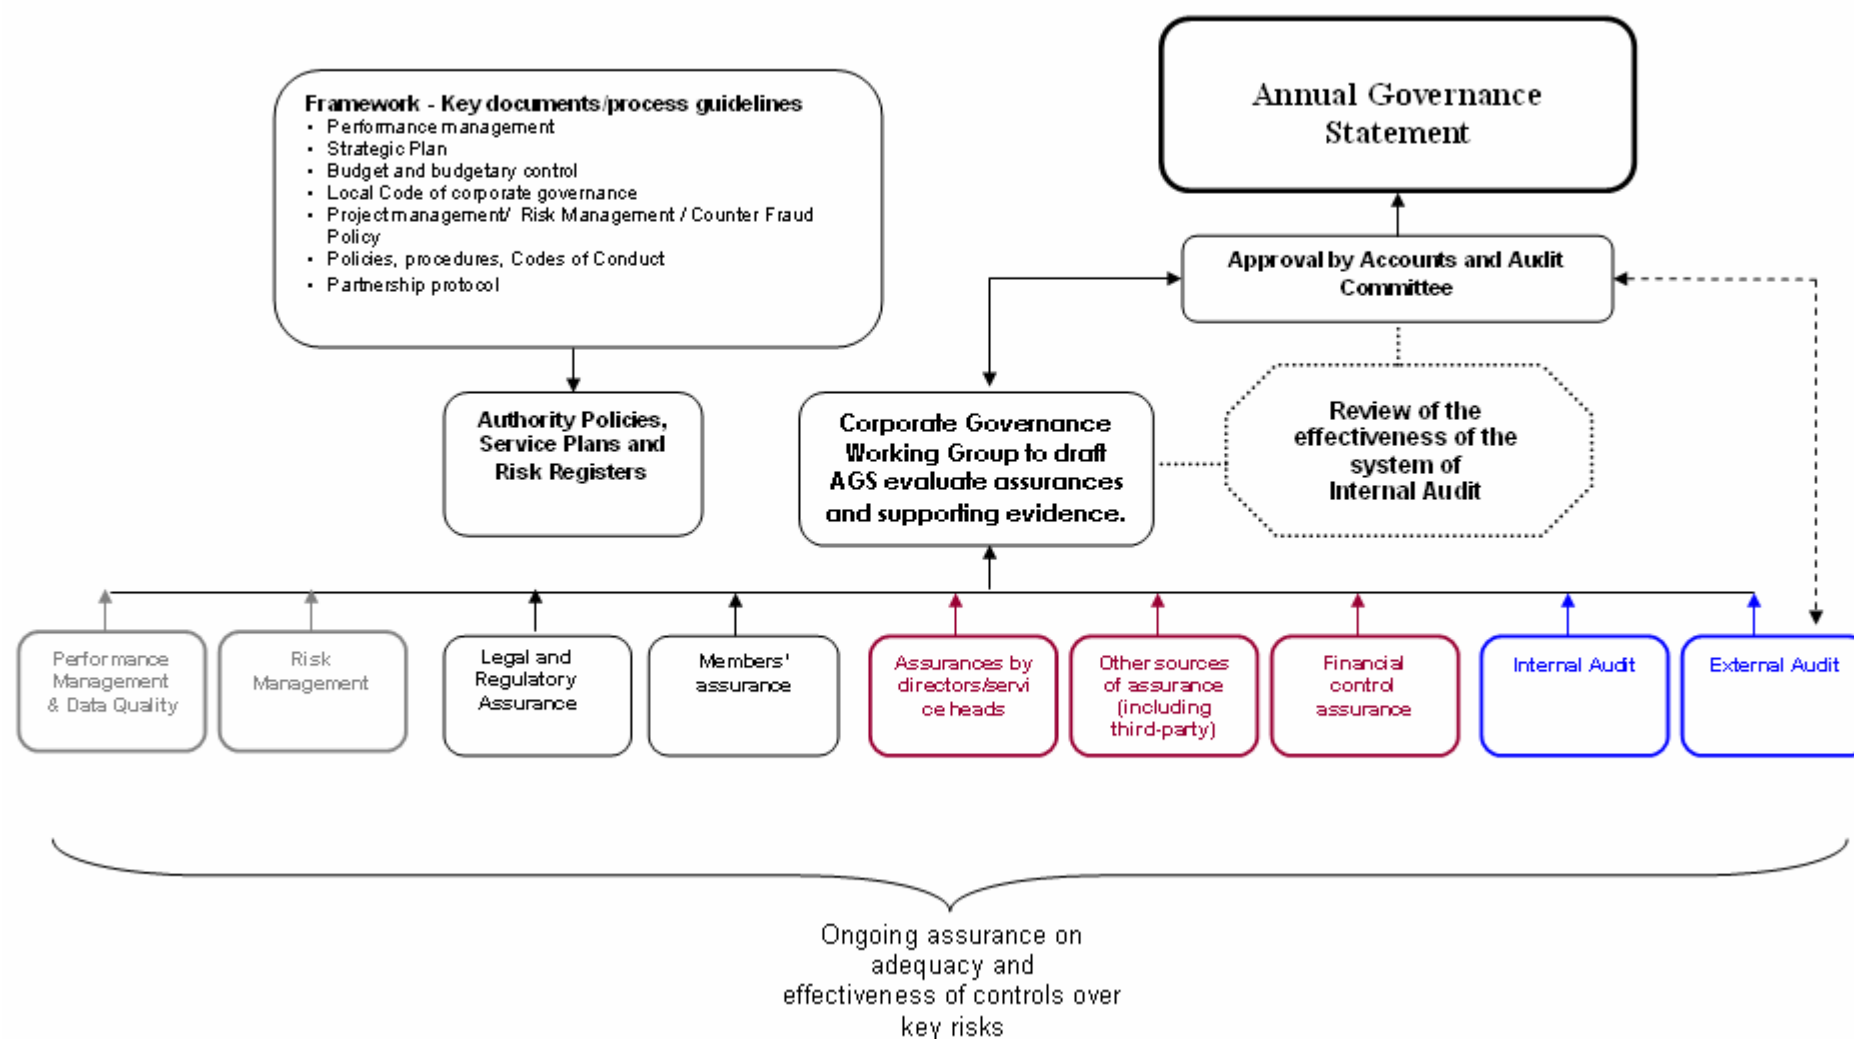 Annual Governance
Statement
Framework - Key documents/process guidelines
• Performance management
• Strategic Plan
• Budget and budgetary control
• Local Code of corporate governance
• Project management/ Risk Management / Counter Fraud
Policy
• Policies, procedures, Codes of Conduct
• Partnership protocol
Approval by Accounts and Audit
Committee
Authority Policies,
Service Plans and
Risk Registers
Corporate Governance
Working Group to draft
AGS evaluate assurances
and supporting evidence.
Review of the
effectiveness of the
system of
Internal Audit
Performance
Management
& Data Quality
Risk
Management
Legal and
Regulatory
Assurance
Members'
assurance
Assurances by
directors/servi
ce heads
Other sources
of assurance
(including
third-party)
Financial
control
assurance
Internal Audit
External Audit
Ongoing assurance on
adequacy and
effectiveness of controls over
key risks